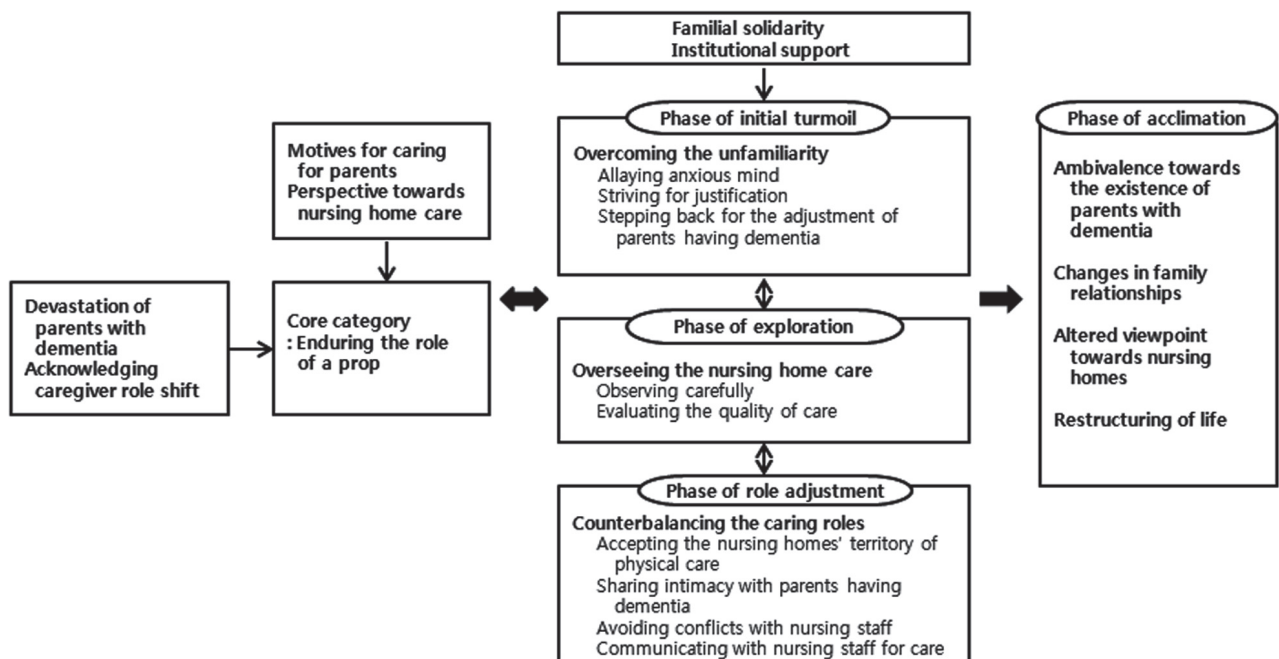 Familial solidarity
Institutional support
Motives for caring
for parents
Perspective towards
nursing home care
Devastation of
parents with
dementia
Acknowledging
caregiver role shift
Core category
: Enduring the role
of a prop
Phase of initial turmoil
Overcoming the unfamiliarity
Allaying anxious mind
Striving for justification
Stepping back for the adjustment of
parents having dementia
Phase of exploration
Overseeing the nursing home care
Observing carefully
Evaluating the quality of care
Phase of role adjustment
Counterbalancing the caring roles
Accepting the nursing homes' territory of
physical care
Sharing intimacy with parents having
dementia
Avoiding conflicts with nursing staff
Communicating with nursing staff for care
Phase of acclimation
Ambivalence towards
the existence of
parents with
dementia
Changes in family
relationships
Altered viewpoint
towards nursing
homes
Restructuring of life